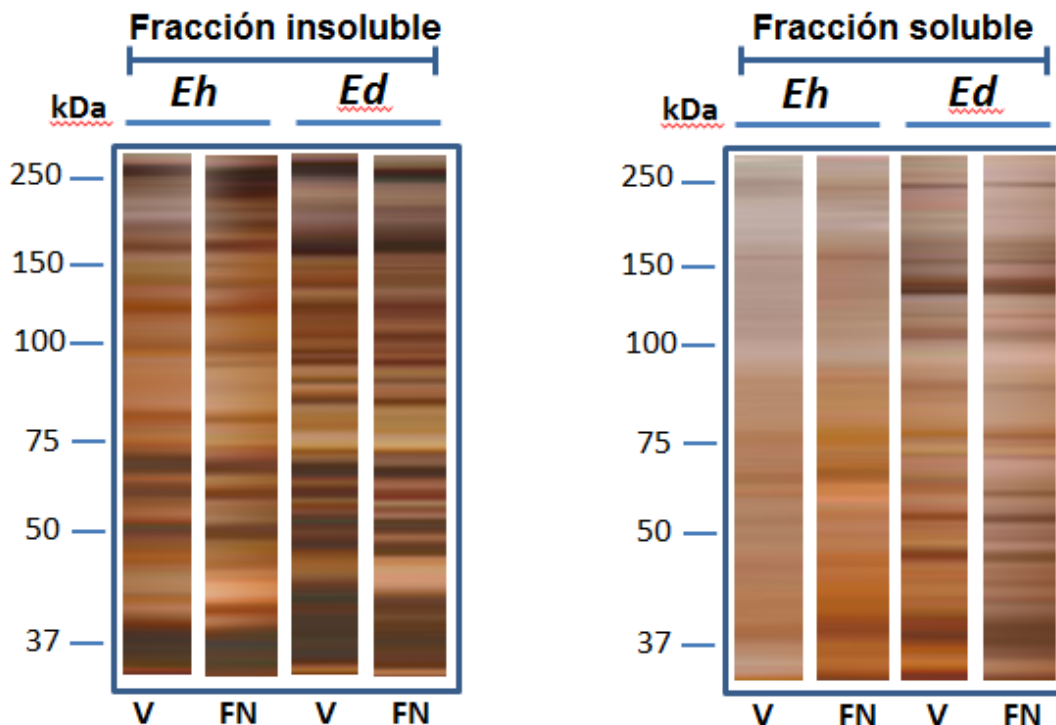 Fracción insoluble
Eh Ed
kDa
250
150
100
75
50
37
V FN V FN
Fracción soluble
Eh Ed
kDa
250
150
100
75
50
37
V FN V FN